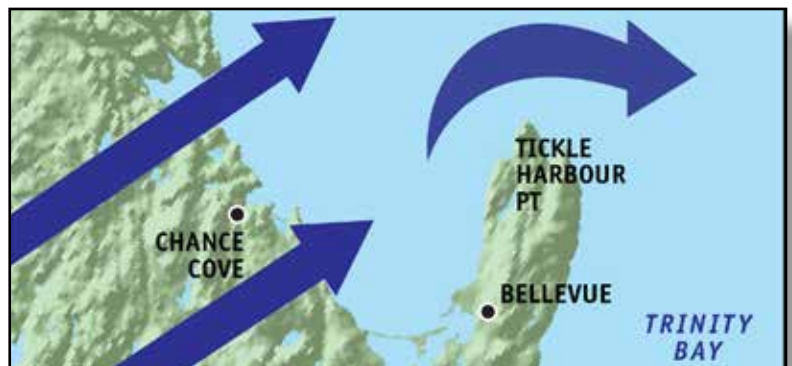 TICKLE
HARBOUR
PT
CHANCE
COVE
BELLEVUE
TRINITY
BAY